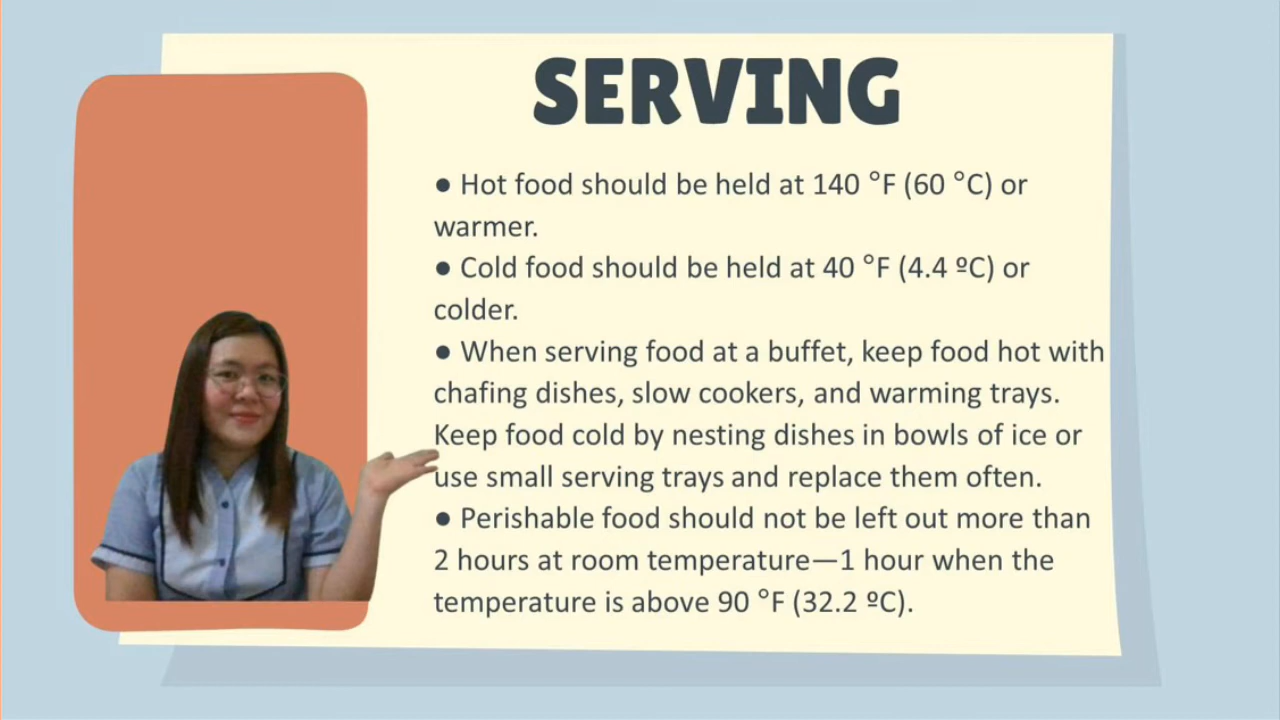 SERVING
● Hot food should be held at 140 °F (60 °C) or
warmer.
● Cold food should be held at 40 °F (4.4 ºC) or
colder.
● When serving food at a buffet, keep food hot with
chafing dishes, slow cookers, and warming trays.
Keep food cold by nesting dishes in bowls of ice or
use small serving trays and replace them often.
● Perishable food should not be left out more than
2 hours at room temperature—1 hour when the
temperature is above 90 °F (32.2 ºC).